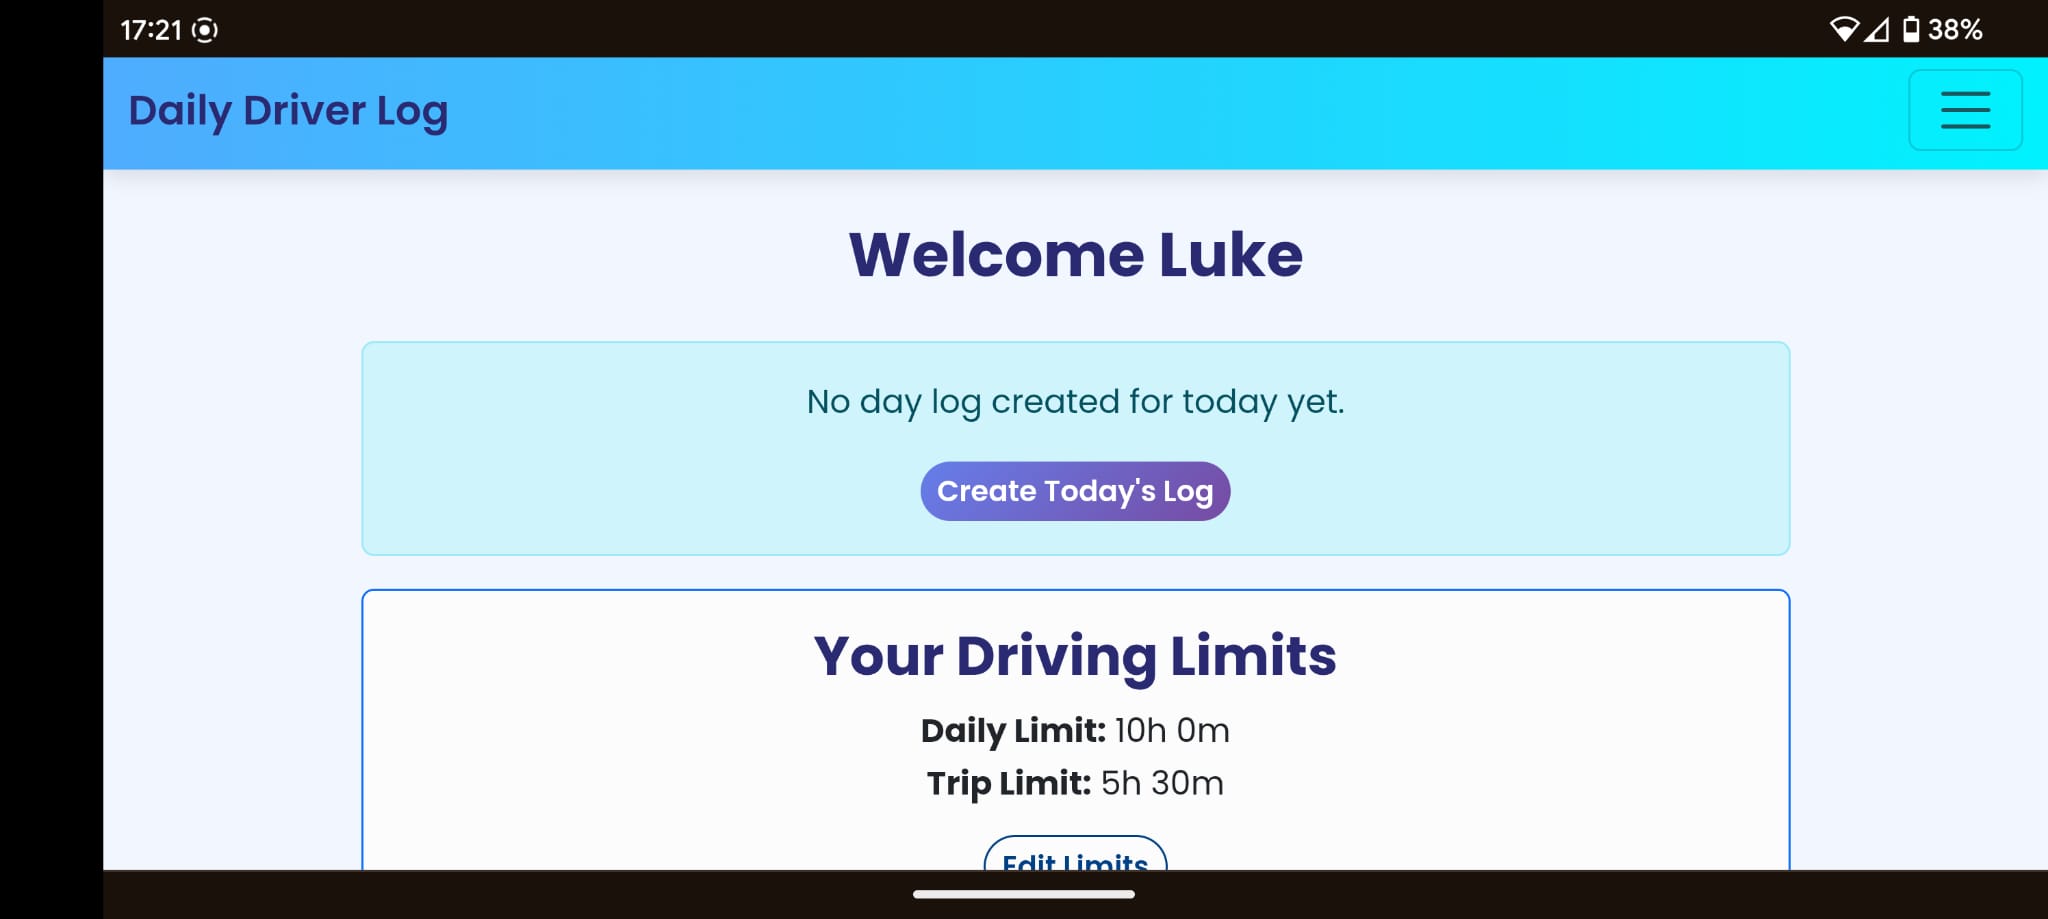 17:21
38%
Daily Driver Log
Welcome Luke
No day log created for today yet.
Create Today's Log
Your Driving Limits
Daily Limit: 10h 0m
Trip Limit: 5h 30m
Edit Limits